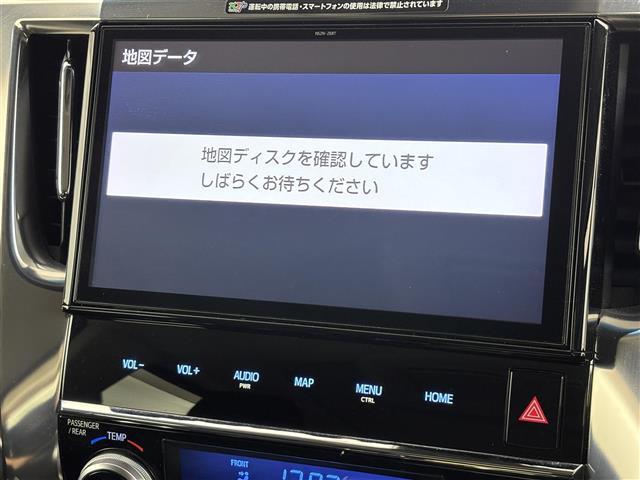 運転中の携帯電話・スマートフォンの使用は法律で禁止されています
地図データ
地図ディスクを確認しています
しばらくお待ちください
VOL−
VOL+
AUDIO
PWR
MAP
MENU
CTRL
HOME
PASSENGER
/REAR
TEMP
FRONT